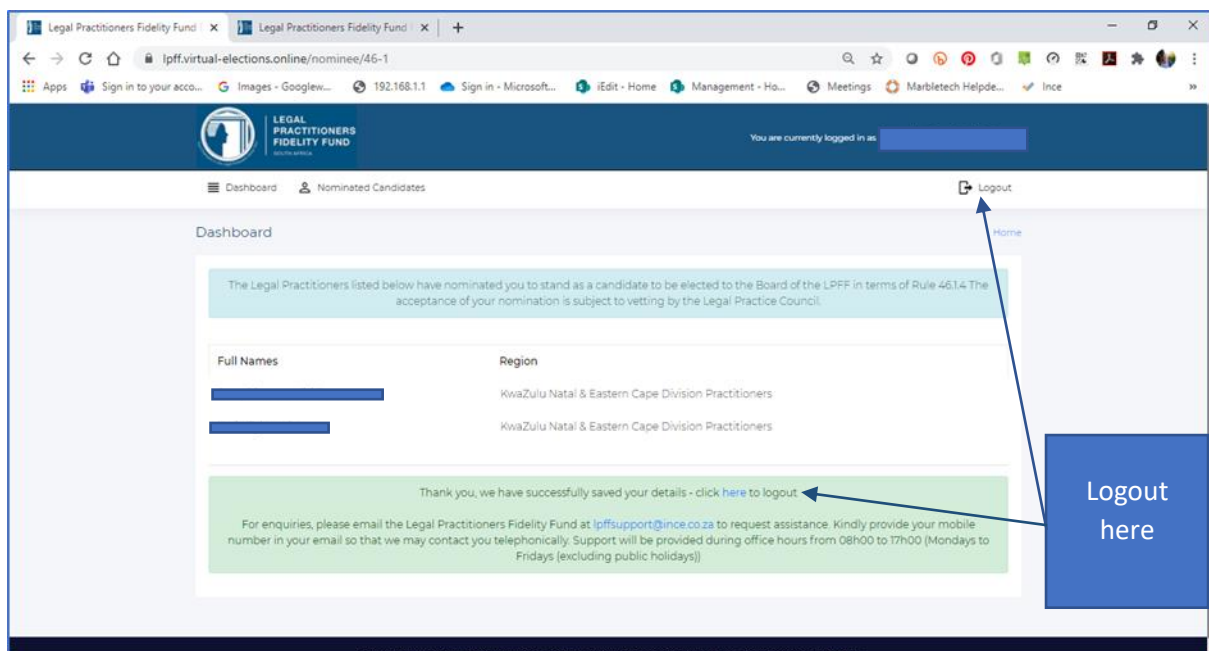 Legal Practitioners Fidelity Fund
Legal Practitioners Fidelity Fund
lpff.virtual-elections.online/nominee/46-1
Apps Sign in to your acco... Images - Googlew... 192.168.1.1 Sign in - Microsoft... iEdit - Home Management - Ho... Meetings Marbletech Helpde... Ince
LEGAL
PRACTITIONERS
FIDELITY FUND
SOUTH AFRICA
You are currently logged in as
Dashboard Nominated Candidates Logout
Dashboard Home
The Legal Practitioners listed below have nominated you to stand as a candidate to be elected to the Board of the LPFF in terms of Rule 46.1.4 The
acceptance of your nomination is subject to vetting by the Legal Practice Council.
Full Names Region
KwaZulu Natal & Eastern Cape Division Practitioners
KwaZulu Natal & Eastern Cape Division Practitioners
Thank you, we have successfully saved your details - click here to logout
For enquiries, please email the Legal Practitioners Fidelity Fund at lpffsupport@ince.co.za to request assistance. Kindly provide your mobile
number in your email so that we may contact you telephonically. Support will be provided during office hours from 08h00 to 17h00 (Mondays to
Fridays (excluding public holidays))
Logout
here